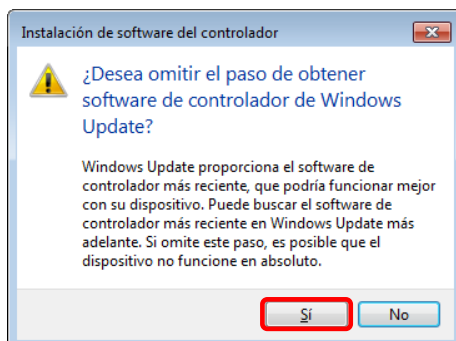 Instalación de software del controlador
¿Desea omitir el paso de obtener
software de controlador de Windows
Update?
Windows Update proporciona el software de
controlador más reciente, que podría funcionar mejor
con su dispositivo. Puede buscar el software de
controlador más reciente en Windows Update más
adelante. Si omite este paso, es posible que el
dispositivo no funcione en absoluto.
Sí No